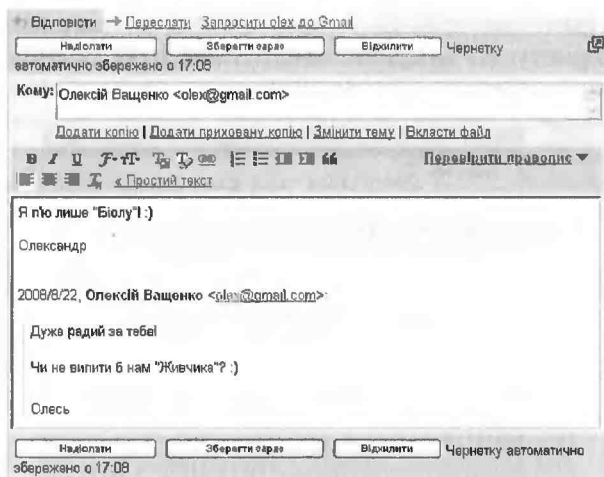 Відповісти → Переслати Запросити olex до Gmail
Надіслати Зберегти зараз Відхилити Чернетку
автоматично збережено о 17:08
Кому: Олексій Ващенко <olex@gmail.com>
Додати копію | Додати приховану копію | Змінити тему | Вкласти файл
B I U Перевірити правопис
« Простий текст
Я п'ю лише "Біолу"! :)
Олександр
2008/8/22, Олексій Ващенко <olex@gmail.com>:
Дуже радий за тебе!
Чи не випити б нам "Живчика"? :)
Олесь
Надіслати Зберегти зараз Відхилити Чернетку автоматично
збережено о 17:08